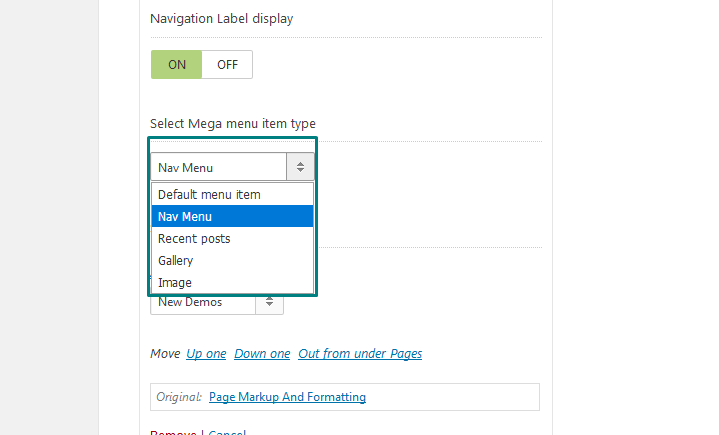 Navigation Label display
ON OFF
Select Mega menu item type
Nav Menu
Default menu item
Nav Menu
Recent posts
Gallery
Image
New Demos
Move Up one Down one Out from under Pages
Original: Page Markup And Formatting
Remove | Cancel